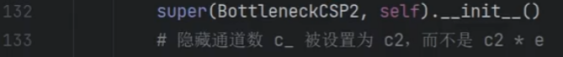 132 super(BottleneckCSP2, self).__init__()
133 # 隐藏通道数 c_ 被设置为 c2，而不是 c2 * e